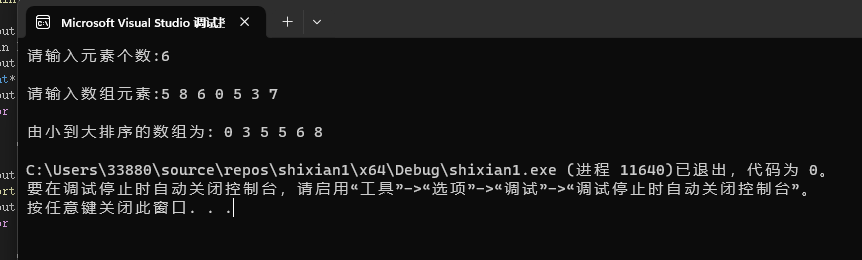 Microsoft Visual Studio 调试
请输入元素个数:6
请输入数组元素:5 8 6 0 5 3 7
由小到大排序的数组为: 0 3 5 5 6 8
C:\Users\33880\source\repos\shixian1\x64\Debug\shixian1.exe (进程 11640)已退出，代码为 0。
要在调试停止时自动关闭控制台，请启用“工具”->“选项”->“调试”->“调试停止时自动关闭控制台”。
按任意键关闭此窗口. . .